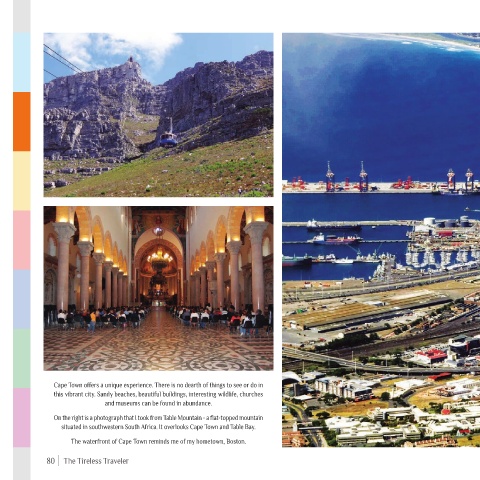 Cape Town offers a unique experience. There is no dearth of things to see or do in
this vibrant city. Sandy beaches, beautiful buildings, interesting wildlife, churches
and museums can be found in abundance.
On the right is a photograph that I took from Table Mountain - a flat-topped mountain
situated in southwestern South Africa. It overlooks Cape Town and Table Bay.
The waterfront of Cape Town reminds me of my hometown, Boston.
80 | The Tireless Traveler